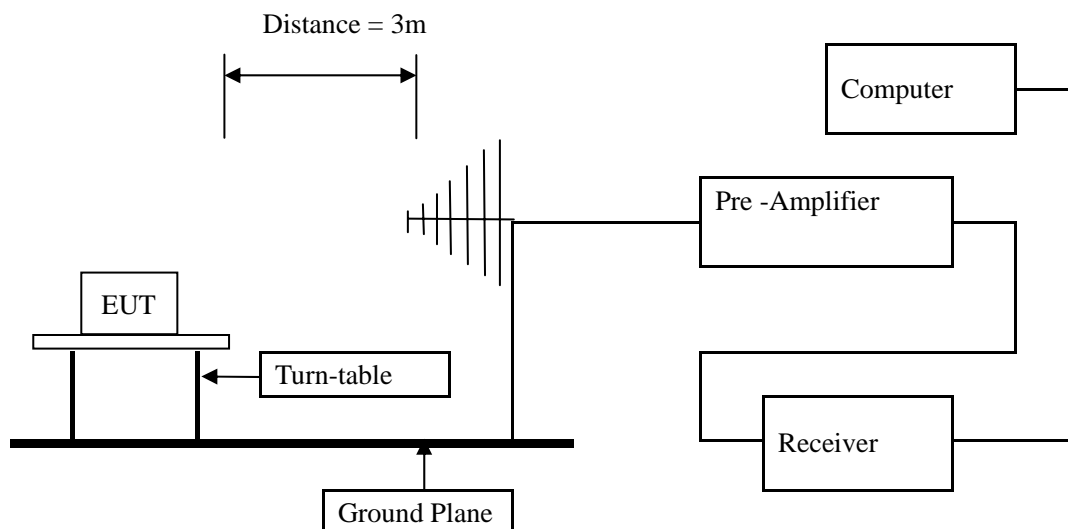 Distance = 3m
Computer
Pre -Amplifier
EUT
Turn-table
Receiver
Ground Plane